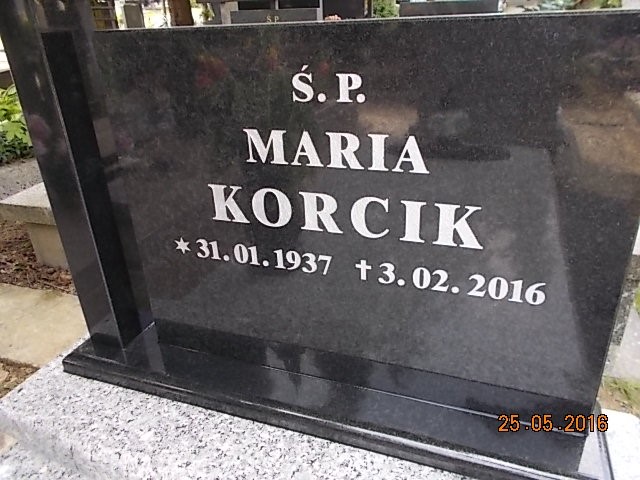 Ś.P.
Ś.P.
MARIA
KORCIK
✶31.01.1937 †3.02.2016
25.05.2016